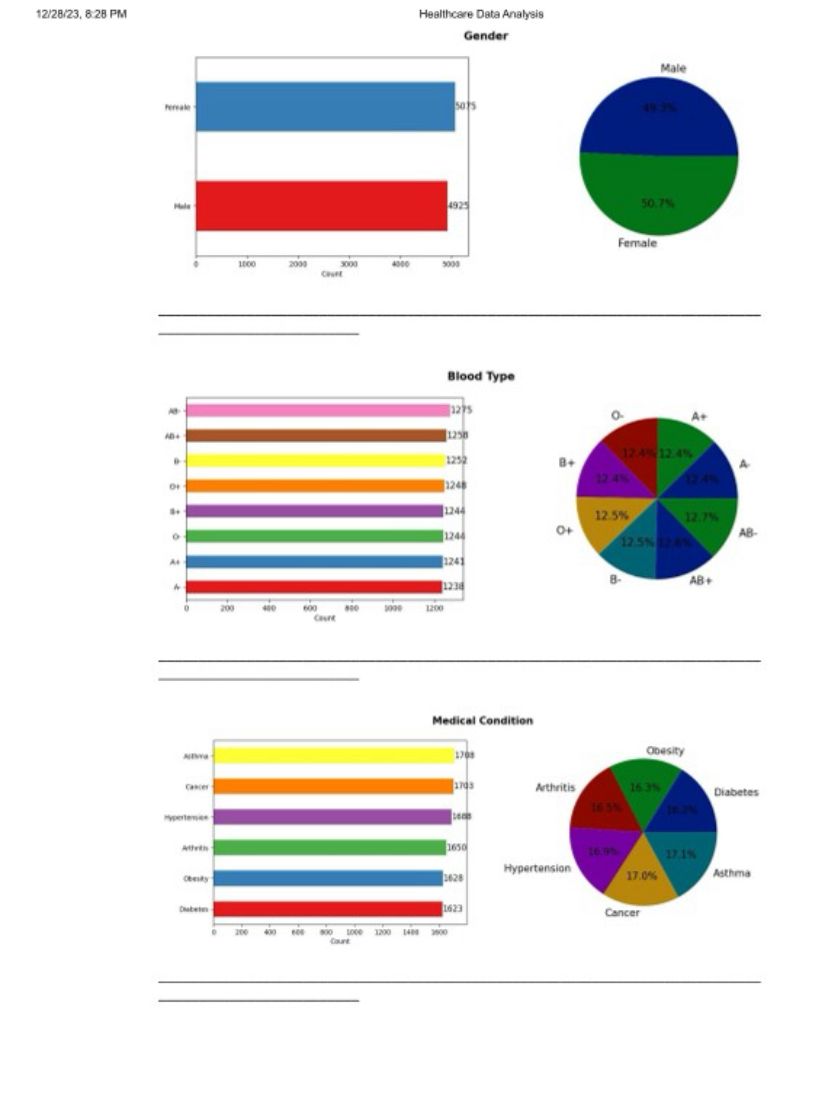 12/28/23, 8:28 PM Healthcare Data Analysis
Gender
Female 5075
Male 4925
0 1000 2000 3000 4000 5000
Count
Male
49.3%
50.7%
Female
Blood Type
AB- 1275
AB+ 1258
B- 1252
O+ 1248
B+ 1244
O- 1244
A+ 1241
A- 1238
0 200 400 600 800 1000 1200
Count
O- A+
12.4% 12.4%
B+ A-
12.4% 12.4%
12.5% 12.7%
O+ AB-
12.5% 12.6%
B- AB+
Medical Condition
Asthma 1708
Cancer 1703
Hypertension 1688
Arthritis 1650
Obesity 1628
Diabetes 1623
0 200 400 600 800 1000 1200 1400 1600
Count
Obesity
Arthritis 16.3% Diabetes
16.5% 16.2%
16.9% 17.1%
Hypertension 17.0% Asthma
Cancer